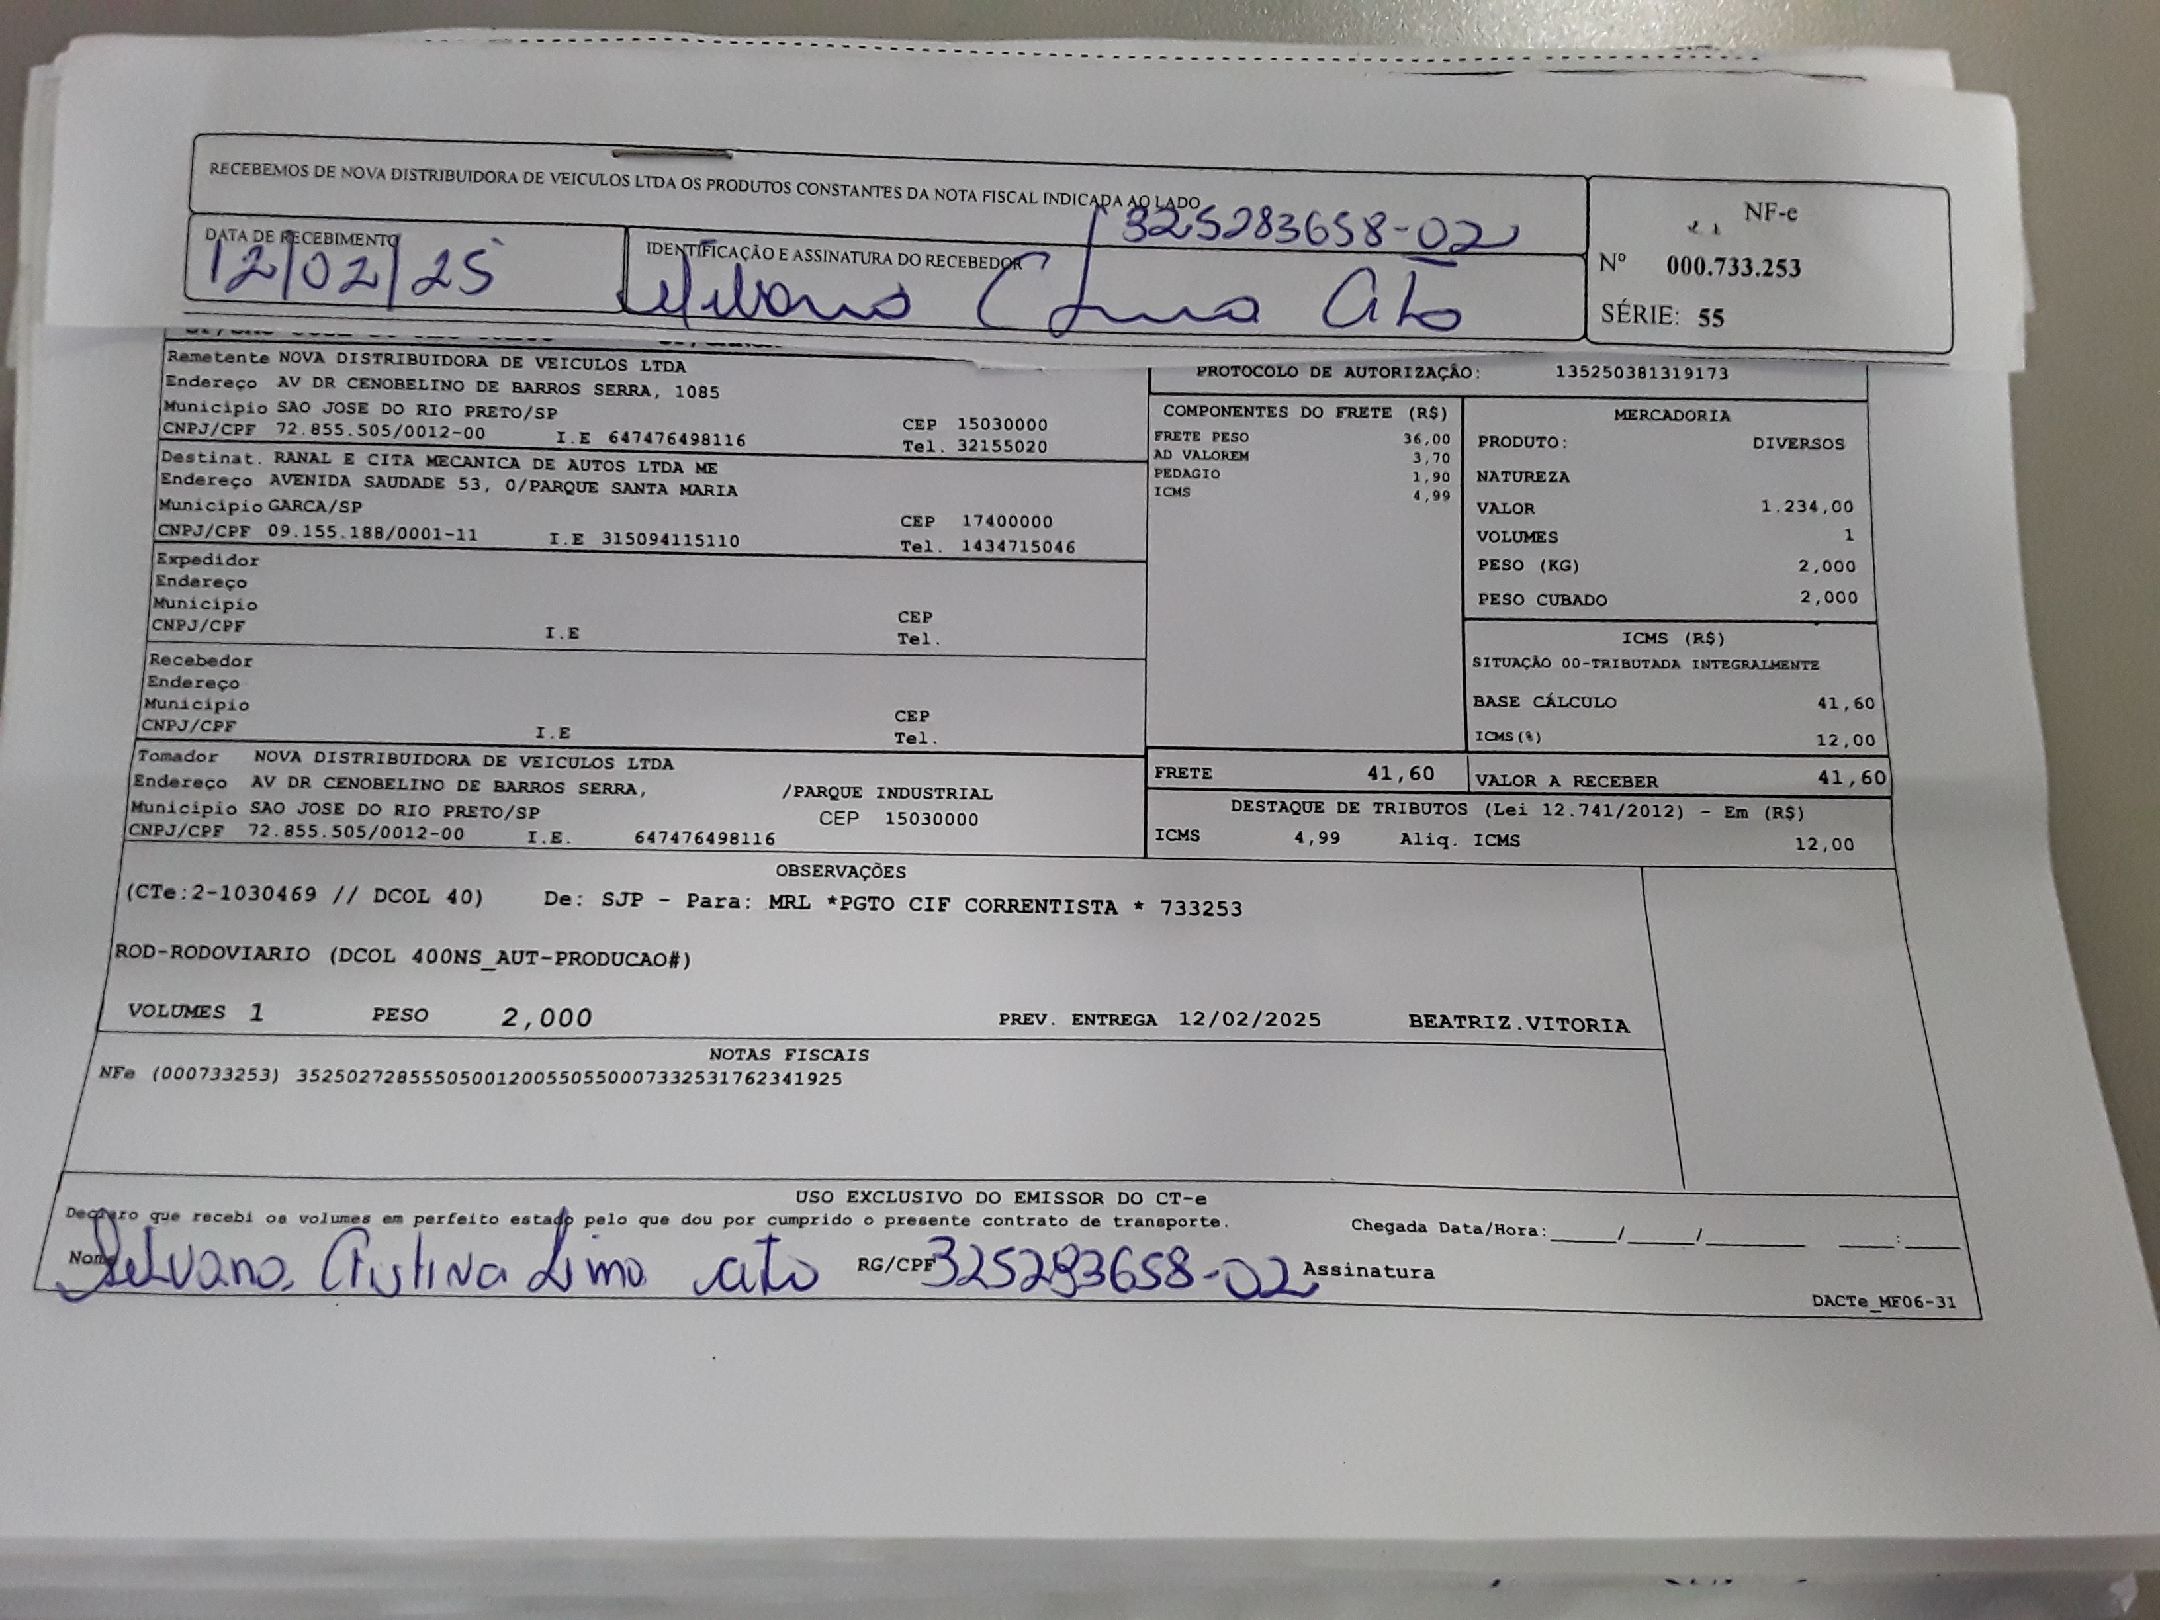 RECEBEMOS DE NOVA DISTRIBUIDORA DE VEICULOS LTDA OS PRODUTOS CONSTANTES DA NOTA FISCAL INDICADA AO LADO
325283658-02
DATA DE RECEBIMENTO
12/02/25
IDENTIFICAÇÃO E ASSINATURA DO RECEBEDOR
NF-e
Nº 000.733.253
SÉRIE: 55
Remetente NOVA DISTRIBUIDORA DE VEICULOS LTDA
Endereço AV DR CENOBELINO DE BARROS SERRA, 1085
Municipio SAO JOSE DO RIO PRETO/SP CEP 15030000
CNPJ/CPF 72.855.505/0012-00 I.E 647476498116 Tel. 32155020
Destinat. RANAL E CITA MECANICA DE AUTOS LTDA ME
Endereço AVENIDA SAUDADE 53, 0/PARQUE SANTA MARIA
Municipio GARCA/SP CEP 17400000
CNPJ/CPF 09.155.188/0001-11 I.E 315094115110 Tel. 1434715046
Expedidor
Endereço
Municipio CEP
CNPJ/CPF I.E Tel.
Recebedor
Endereço
Municipio CEP
CNPJ/CPF I.E Tel.
Tomador NOVA DISTRIBUIDORA DE VEICULOS LTDA
Endereço AV DR CENOBELINO DE BARROS SERRA, /PARQUE INDUSTRIAL
Municipio SAO JOSE DO RIO PRETO/SP CEP 15030000
CNPJ/CPF 72.855.505/0012-00 I.E. 647476498116
PROTOCOLO DE AUTORIZAÇÃO: 135250381319173
COMPONENTES DO FRETE (R$)
FRETE PESO 36,00
AD VALOREM 3,70
PEDAGIO 1,90
ICMS 4,99
MERCADORIA
PRODUTO: DIVERSOS
NATUREZA
VALOR 1.234,00
VOLUMES 1
PESO (KG) 2,000
PESO CUBADO 2,000
ICMS (R$)
SITUAÇÃO 00-TRIBUTADA INTEGRALMENTE
BASE CÁLCULO 41,60
ICMS(%) 12,00
FRETE 41,60 VALOR A RECEBER 41,60
DESTAQUE DE TRIBUTOS (Lei 12.741/2012) - Em (R$)
ICMS 4,99 Aliq. ICMS 12,00
OBSERVAÇÕES
(CTe:2-1030469 // DCOL 40) De: SJP - Para: MRL *PGTO CIF CORRENTISTA * 733253
ROD-RODOVIARIO (DCOL 400NS_AUT-PRODUCAO#)
VOLUMES 1 PESO 2,000 PREV. ENTREGA 12/02/2025 BEATRIZ.VITORIA
NOTAS FISCAIS
NFe (000733253) 35250272855505001200550550007332531762341925
USO EXCLUSIVO DO EMISSOR DO CT-e
Declaro que recebi os volumes em perfeito estado pelo que dou por cumprido o presente contrato de transporte. Chegada Data/Hora:____/____/______ ___:___
Nome Cristina Lima RG/CPF 325293658-02 Assinatura
DACTe_MF06-31